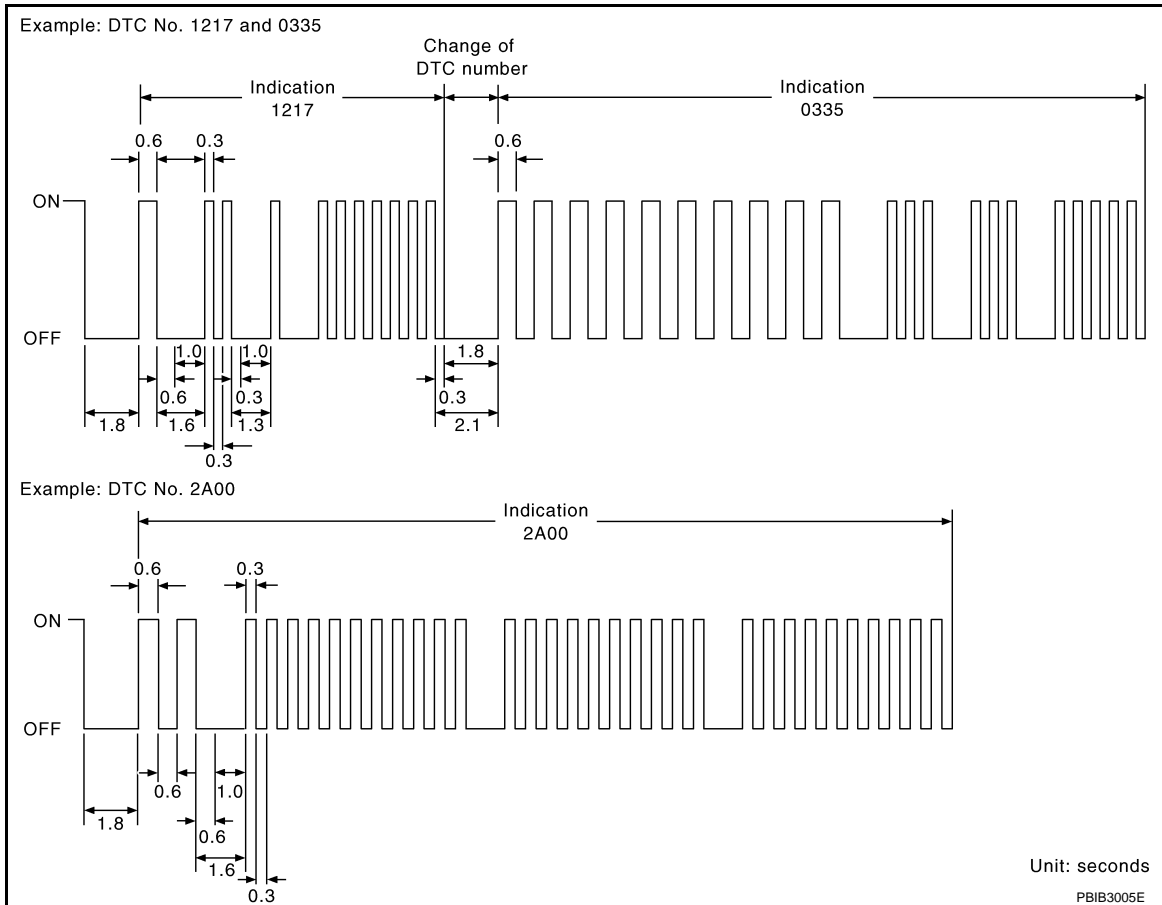 Example: DTC No. 1217 and 0335
Change of
DTC number
Indication
1217
Indication
0335
0.6
0.3
0.6
ON
OFF
1.0
1.0
1.8
0.6
0.3
0.3
1.8
1.6
1.3
2.1
0.3
Example: DTC No. 2A00
Indication
2A00
0.6
0.3
ON
OFF
0.6
1.0
1.8
0.6
1.6
0.3
Unit: seconds
PBIB3005E